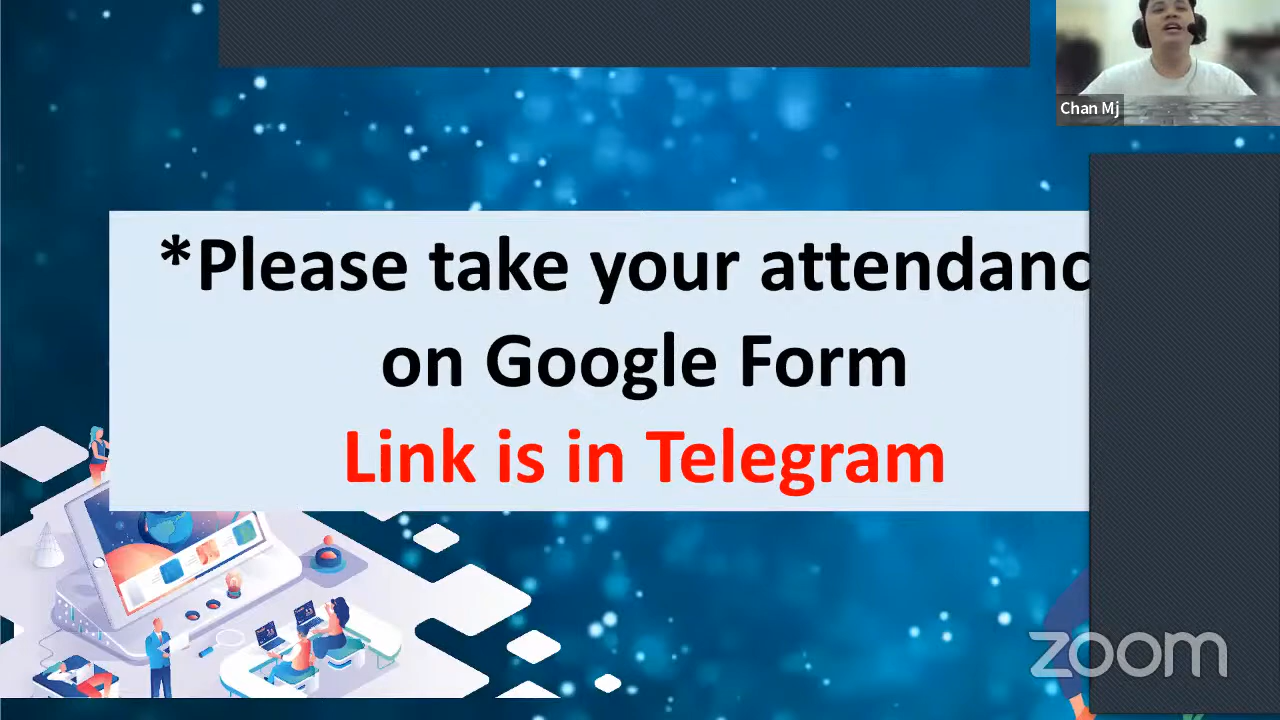 Chan Mj
*Please take your attendanc
on Google Form
Link is in Telegram
zoom